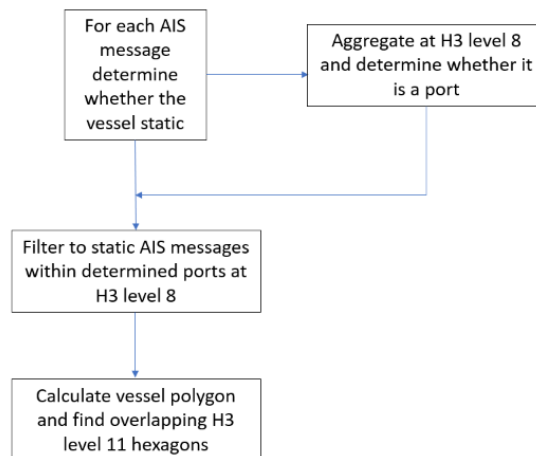 For each AIS
message
determine
whether the
vessel static
Aggregate at H3 level 8
and determine whether it
is a port
Filter to static AIS messages
within determined ports at
H3 level 8
Calculate vessel polygon
and find overlapping H3
level 11 hexagons